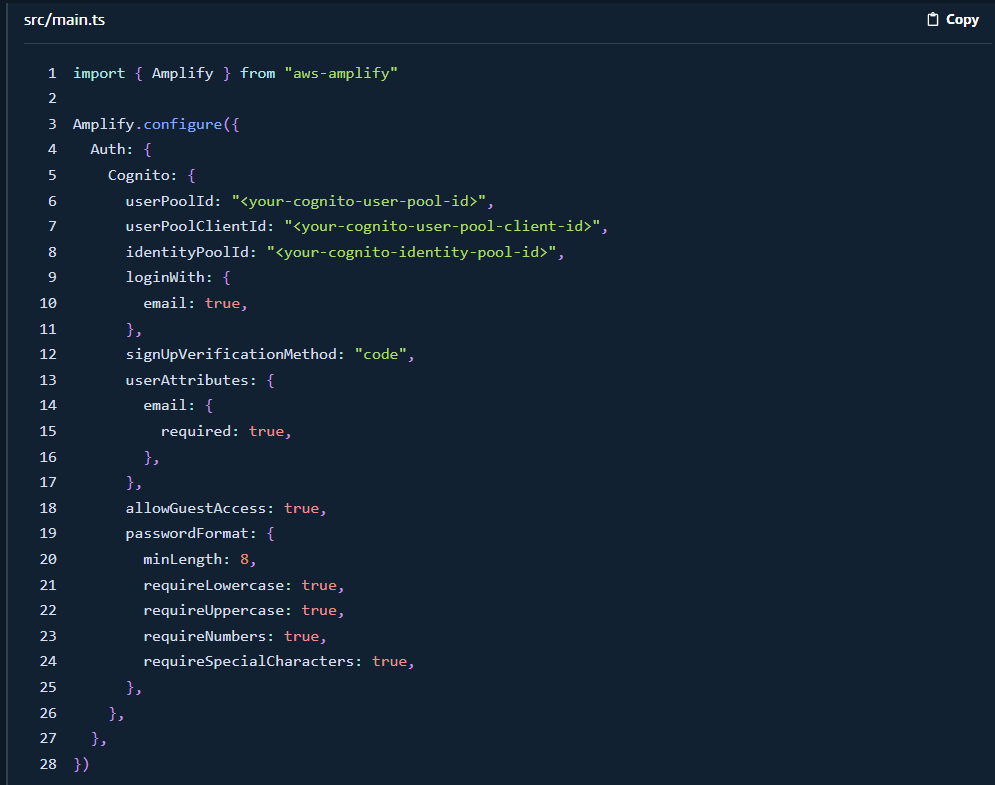 src/main.ts
Copy
1 import { Amplify } from "aws-amplify"
2
3 Amplify.configure({
4   Auth: {
5     Cognito: {
6       userPoolId: "<your-cognito-user-pool-id>",
7       userPoolClientId: "<your-cognito-user-pool-client-id>",
8       identityPoolId: "<your-cognito-identity-pool-id>",
9       loginWith: {
10         email: true,
11       },
12       signUpVerificationMethod: "code",
13       userAttributes: {
14         email: {
15           required: true,
16         },
17       },
18       allowGuestAccess: true,
19       passwordFormat: {
20         minLength: 8,
21         requireLowercase: true,
22         requireUppercase: true,
23         requireNumbers: true,
24         requireSpecialCharacters: true,
25       },
26     },
27   },
28 })